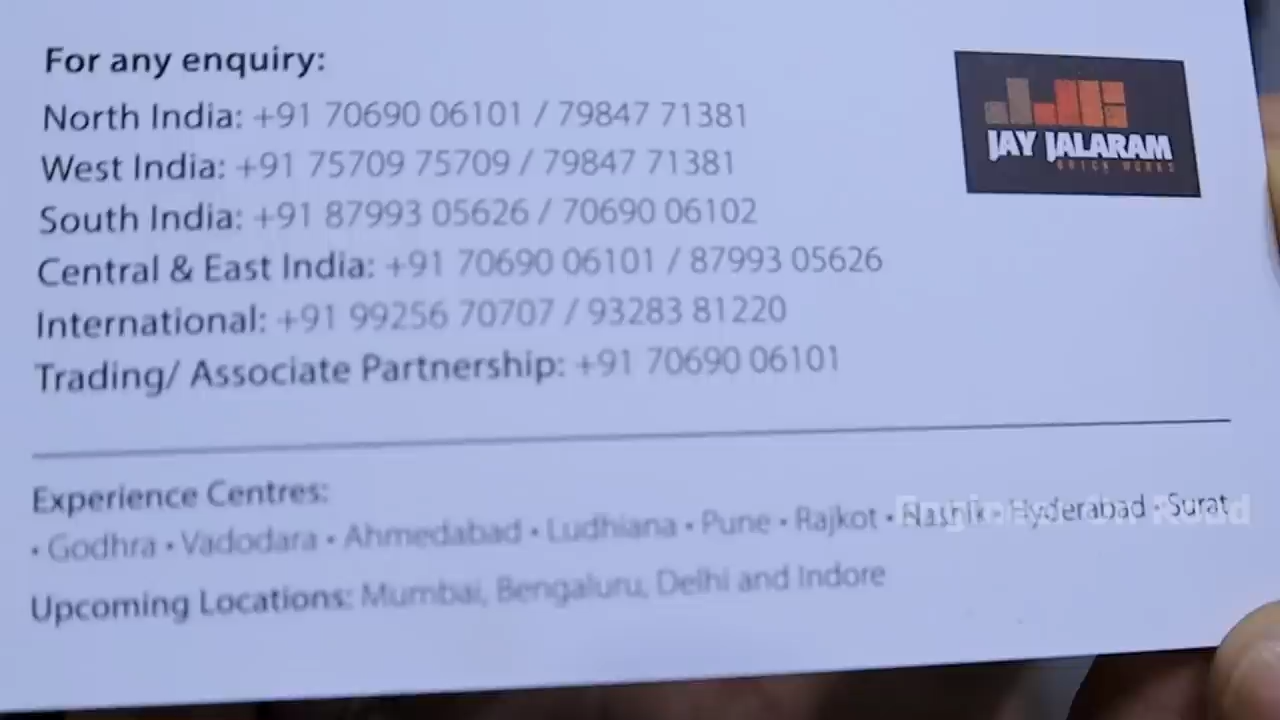 For any enquiry:
North India: +91 70690 06101 / 79847 71381
West India: +91 75709 75709 / 79847 71381
South India: +91 87993 05626 / 70690 06102
Central & East India: +91 70690 06101 / 87993 05626
International: +91 99256 70707 / 93283 81220
Trading/ Associate Partnership: +91 70690 06101
JAY JALARAM
BRICK WORKS
Experience Centres:
• Godhra • Vadodara • Ahmedabad • Ludhiana • Pune • Rajkot • Nashik • Hyderabad • Surat
Upcoming Locations: Mumbai, Bengaluru, Delhi and Indore